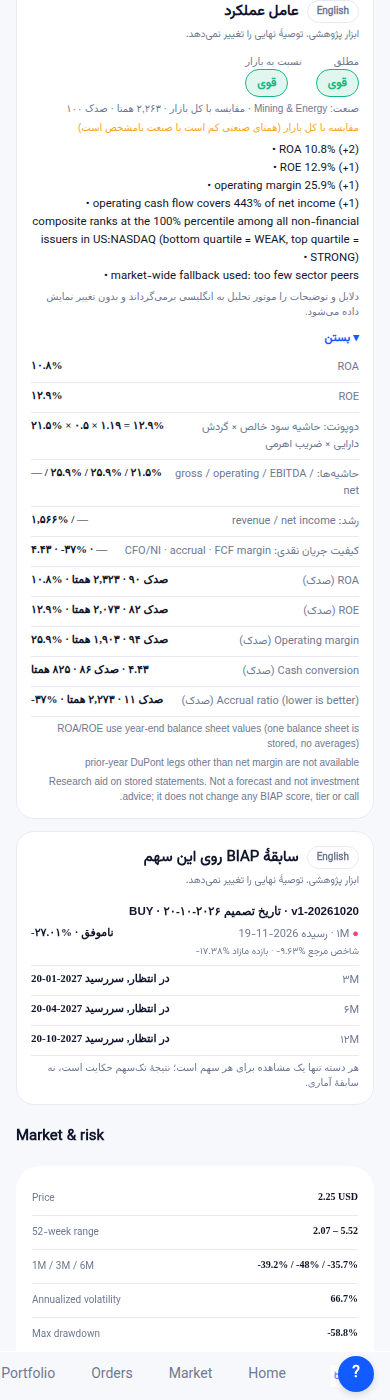 عامل عملکرد English
ابزار پژوهشی. توصیهٔ نهایی را تغییر نمی‌دهد.
مطلق نسبت به بازار
قوی قوی
صنعت: Mining & Energy · مقایسه با کل بازار · ۲,۲۶۳ همتا · صدک ۱۰۰
مقایسه با کل بازار (همتای صنعتی کم است یا صنعت نامشخص است)
• ROA 10.8% (+2)
• ROE 12.9% (+1)
• operating margin 25.9% (+1)
• operating cash flow covers 443% of net income (+1)
composite ranks at the 100% percentile among all non-financial
issuers in US:NASDAQ (bottom quartile = WEAK, top quartile =
• STRONG)
• market-wide fallback used: too few sector peers
دلایل و توضیحات را موتور تحلیل به انگلیسی برمی‌گرداند و بدون تغییر نمایش
داده می‌شود.
▾ بستن
ROA ۱۰.۸%
ROE ۱۲.۹%
دوپونت: حاشیه سود خالص × گردش
دارایی × ضریب اهرمی
۲۱.۵% × ۰.۵ × ۱.۱۹ = ۱۲.۹%
حاشیه‌ها: gross / operating / EBITDA /
net
— / ۲۵.۹% / ۲۵.۹% / ۲۱.۵%
رشد: revenue / net income — / ۱,۵۶۶%
کیفیت جریان نقدی: CFO/NI · accrual · FCF margin ۴.۴۳ · -۳۷% · —
ROA (صدک) ۱۰.۸% · صدک ۹۰ · ۲,۳۲۳ همتا
ROE (صدک) ۱۲.۹% · صدک ۸۲ · ۲,۰۷۳ همتا
Operating margin (صدک) ۲۵.۹% · صدک ۹۴ · ۱,۹۰۳ همتا
Cash conversion (صدک) ۴.۴۳ · صدک ۸۶ · ۸۲۵ همتا
Accrual ratio (lower is better) (صدک) -۳۷% · صدک ۱۱ · ۲,۲۷۳ همتا
ROA/ROE use year-end balance sheet values (one balance sheet is
stored, no averages)
prior-year DuPont legs other than net margin are not available
Research aid on stored statements. Not a forecast and not investment
advice; it does not change any BIAP score, tier or call.
سابقهٔ BIAP روی این سهم English
ابزار پژوهشی. توصیهٔ نهایی را تغییر نمی‌دهد.
BUY · تاریخ تصمیم ۲۰۲۶-۱۰-۲۰ · v1-20261020
۱M · رسیده 2026-11-19 ناموفق · -۲۷.۰۱%
شاخص مرجع -۹.۶۳% · بازده مازاد -۱۷.۳۸%
۳M در انتظار, سررسید 2027-01-20
۶M در انتظار, سررسید 2027-04-20
۱۲M در انتظار, سررسید 2027-10-20
هر دسته تنها یک مشاهده برای هر سهم است؛ نتیجهٔ تک‌سهم حکایت است، نه
سابقهٔ آماری.
Market & risk
Price 2.25 USD
52-week range 2.07 – 5.52
1M / 3M / 6M -39.2% / -48% / -35.7%
Annualized volatility 66.7%
Max drawdown -58.8%
Portfolio Orders Market Home ?